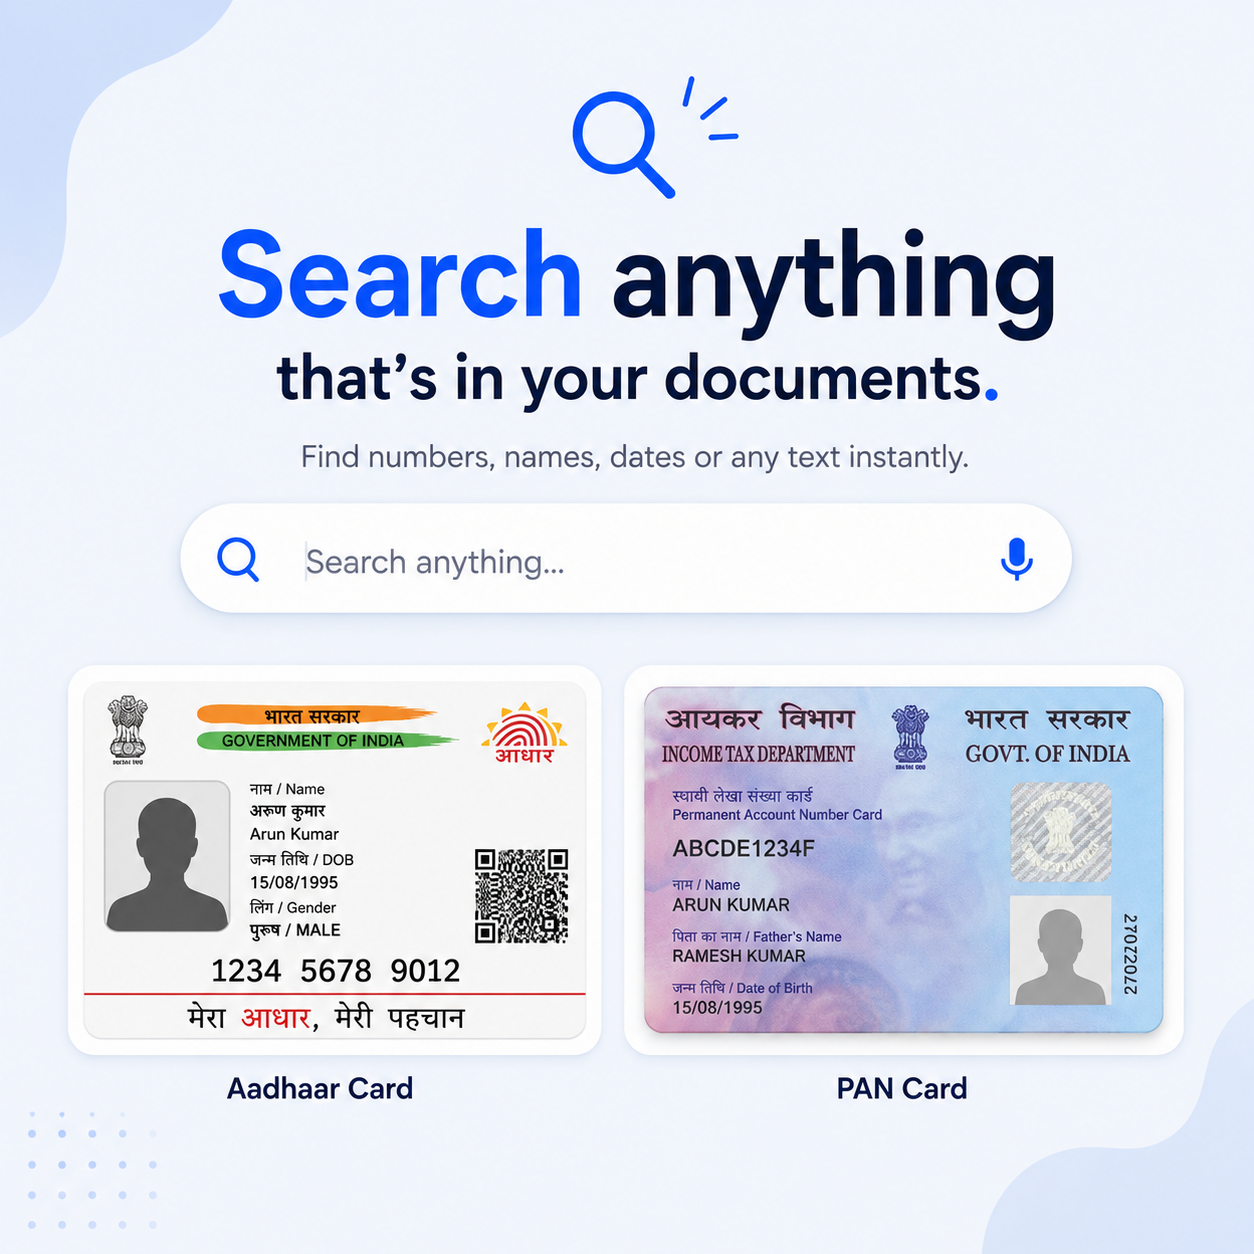 Search anything
that's in your documents.
Find numbers, names, dates or any text instantly.
Search anything...
भारत सरकार
GOVERNMENT OF INDIA
आधार
नाम / Name
अरूण कुमार
Arun Kumar
जन्म तिथि / DOB
15/08/1995
लिंग / Gender
पुरूष / MALE
1234 5678 9012
मेरा आधार, मेरी पहचान
Aadhaar Card
आयकर विभाग
INCOME TAX DEPARTMENT
भारत सरकार
GOVT. OF INDIA
स्थायी लेखा संख्या कार्ड
Permanent Account Number Card
ABCDE1234F
नाम / Name
ARUN KUMAR
पिता का नाम / Father's Name
RAMESH KUMAR
जन्म तिथि / Date of Birth
15/08/1995
27072022
PAN Card